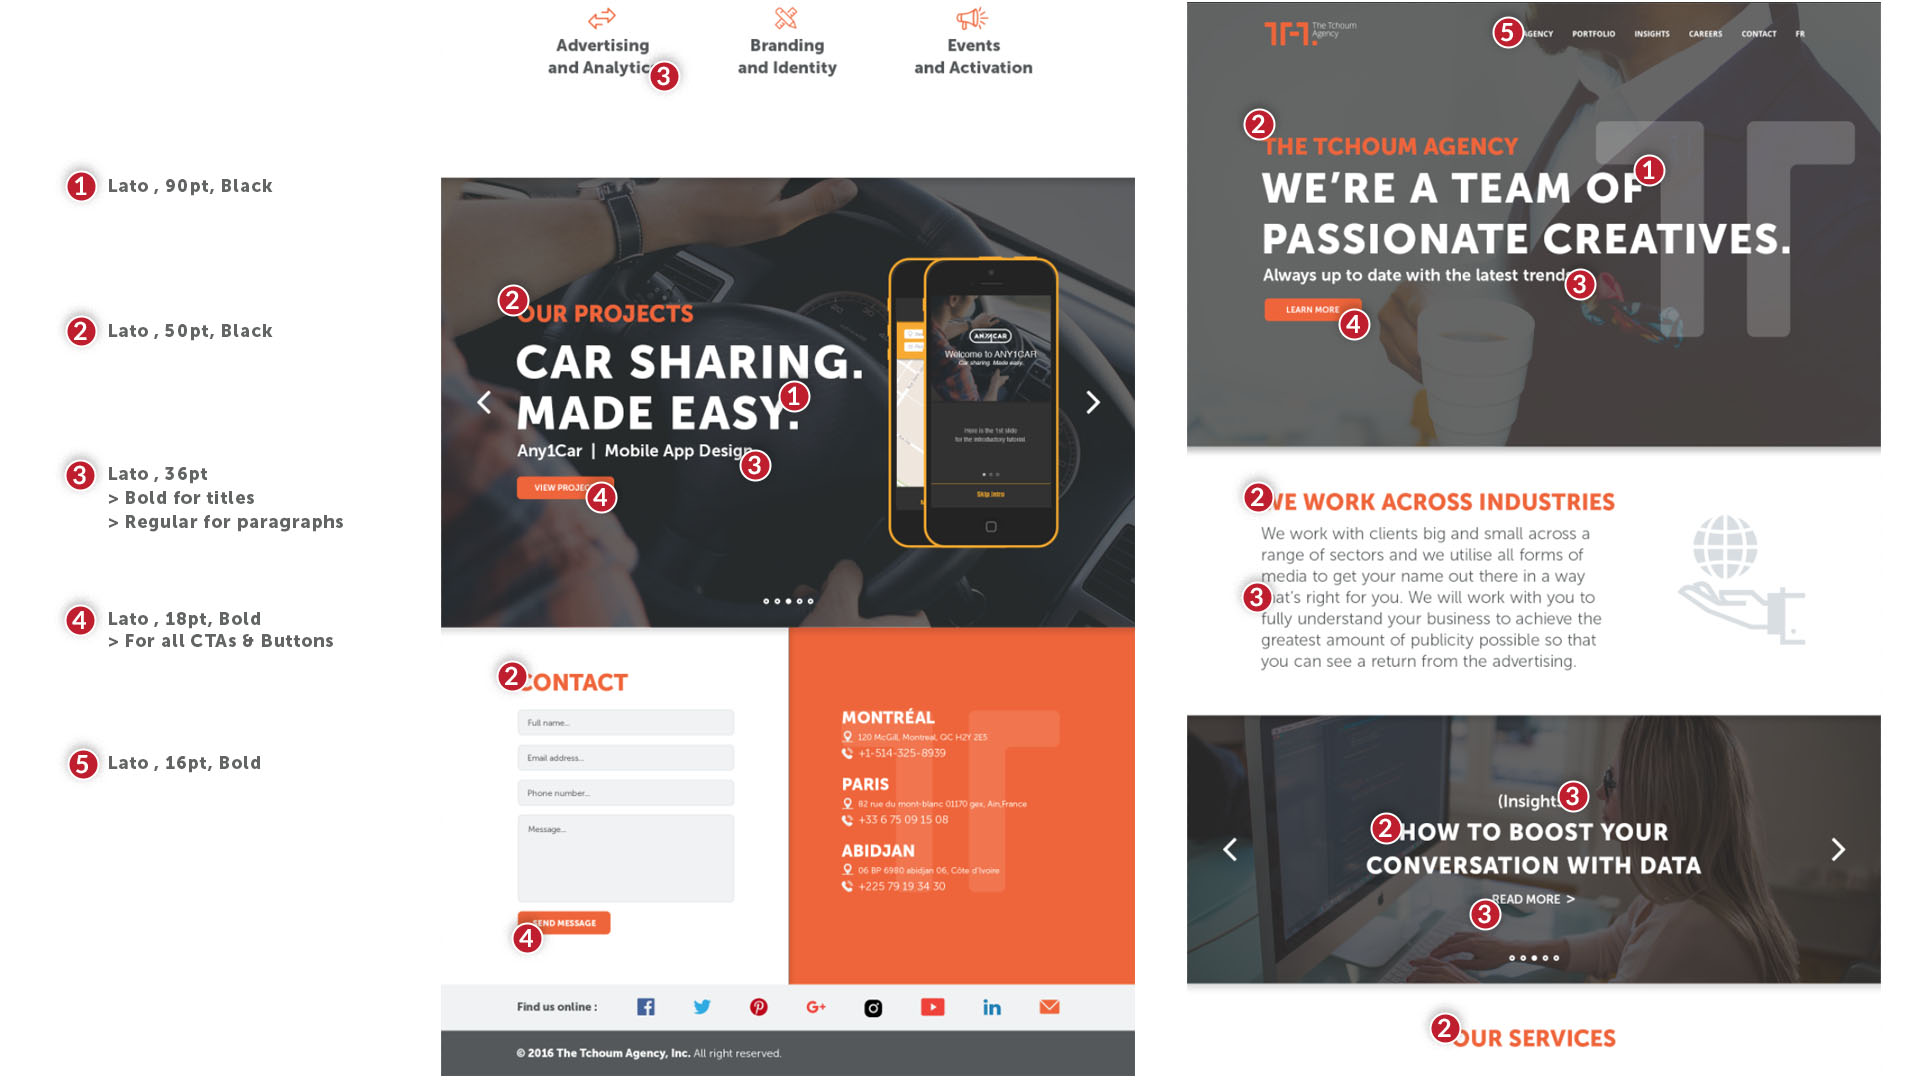 1 Lato , 90pt, Black
2 Lato , 50pt, Black
3 Lato , 36pt
> Bold for titles
> Regular for paragraphs
4 Lato , 18pt, Bold
> For all CTAs & Buttons
5 Lato , 16pt, Bold
Advertising
and Analytic
3
Branding
and Identity
Events
and Activation
2
OUR PROJECTS
CAR SHARING.
MADE EASY.
1
Any1Car | Mobile App Design
3
VIEW PROJEC
4
ANY1CAR
Welcome to ANY1CAR
Car sharing. Made easy.
Here is the 1st slide
for the introductory tutorial.
Skip intro
2
CONTACT
Full name...
Email address...
Phone number...
Message...
SEND MESSAGE
4
MONTRÉAL
120 McGill, Montreal, QC H2Y 2E5
+1-514-325-8939
PARIS
82 rue du mont-blanc 01170 gex, Ain,France
+33 6 75 09 15 08
ABIDJAN
06 BP 6980 abidjan 06, Côte d'Ivoire
+225 79 19 34 30
Find us online :
G+
in
© 2016 The Tchoum Agency, Inc. All right reserved.
The Tchoum
Agency
5
AGENCY PORTFOLIO INSIGHTS CAREERS CONTACT FR
2
THE TCHOUM AGENCY
1
WE'RE A TEAM OF
PASSIONATE CREATIVES.
Always up to date with the latest trends
3
LEARN MORE
4
2
WE WORK ACROSS INDUSTRIES
We work with clients big and small across a
range of sectors and we utilise all forms of
media to get your name out there in a way
3
that's right for you. We will work with you to
fully understand your business to achieve the
greatest amount of publicity possible so that
you can see a return from the advertising.
(Insights
3
2
HOW TO BOOST YOUR
CONVERSATION WITH DATA
READ MORE >
3
2
OUR SERVICES